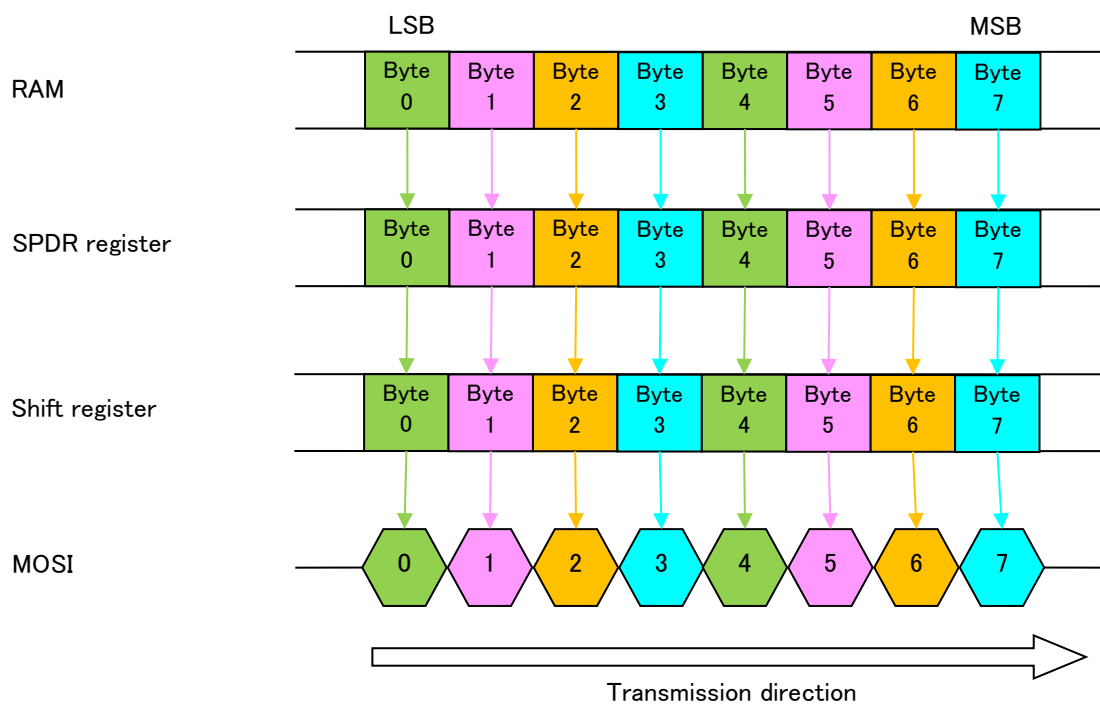 LSB MSB
RAM
Byte Byte Byte Byte Byte Byte Byte Byte
0 1 2 3 4 5 6 7
SPDR register
Byte Byte Byte Byte Byte Byte Byte Byte
0 1 2 3 4 5 6 7
Shift register
Byte Byte Byte Byte Byte Byte Byte Byte
0 1 2 3 4 5 6 7
MOSI 0 1 2 3 4 5 6 7
Transmission direction